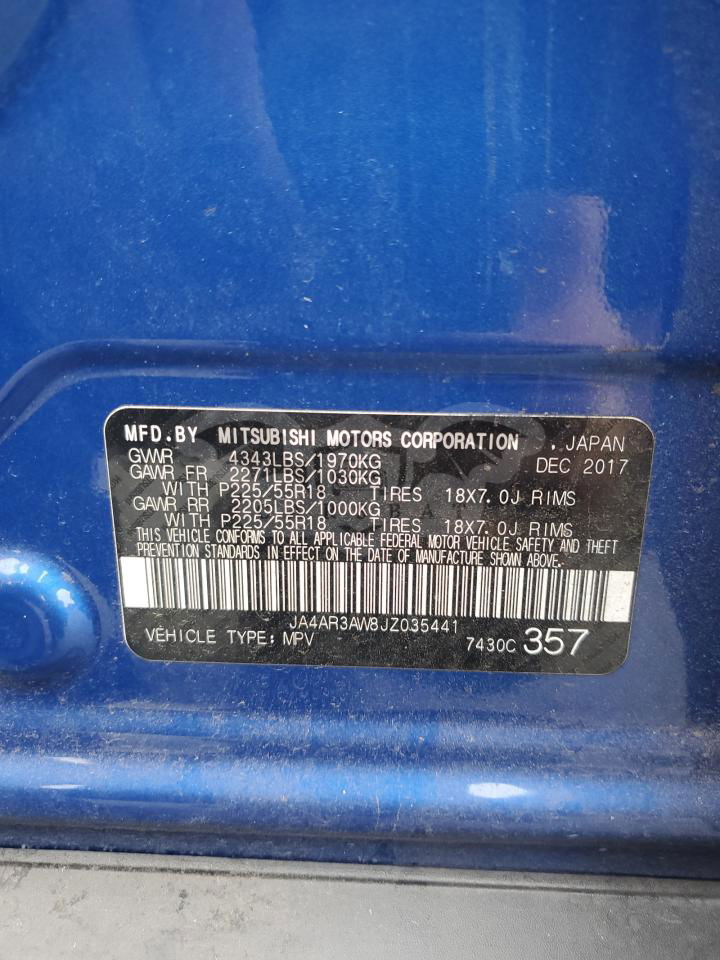 MFD.BY MITSUBISHI MOTORS CORPORATION , JAPAN
GVWR 4343LBS/1970KG DEC 2017
GAWR FR 2271LBS/1030KG
WITH P225/55R18 TIRES 18X7.0J RIMS
GAWR RR 2205LBS/1000KG
WITH P225/55R18 TIRES 18X7.0J RIMS
THIS VEHICLE CONFORMS TO ALL APPLICABLE FEDERAL MOTOR VEHICLE SAFETY AND THEFT
PREVENTION STANDARDS IN EFFECT ON THE DATE OF MANUFACTURE SHOWN ABOVE.
JA4AR3AW8JZ035441
VEHICLE TYPE: MPV 7430C 357